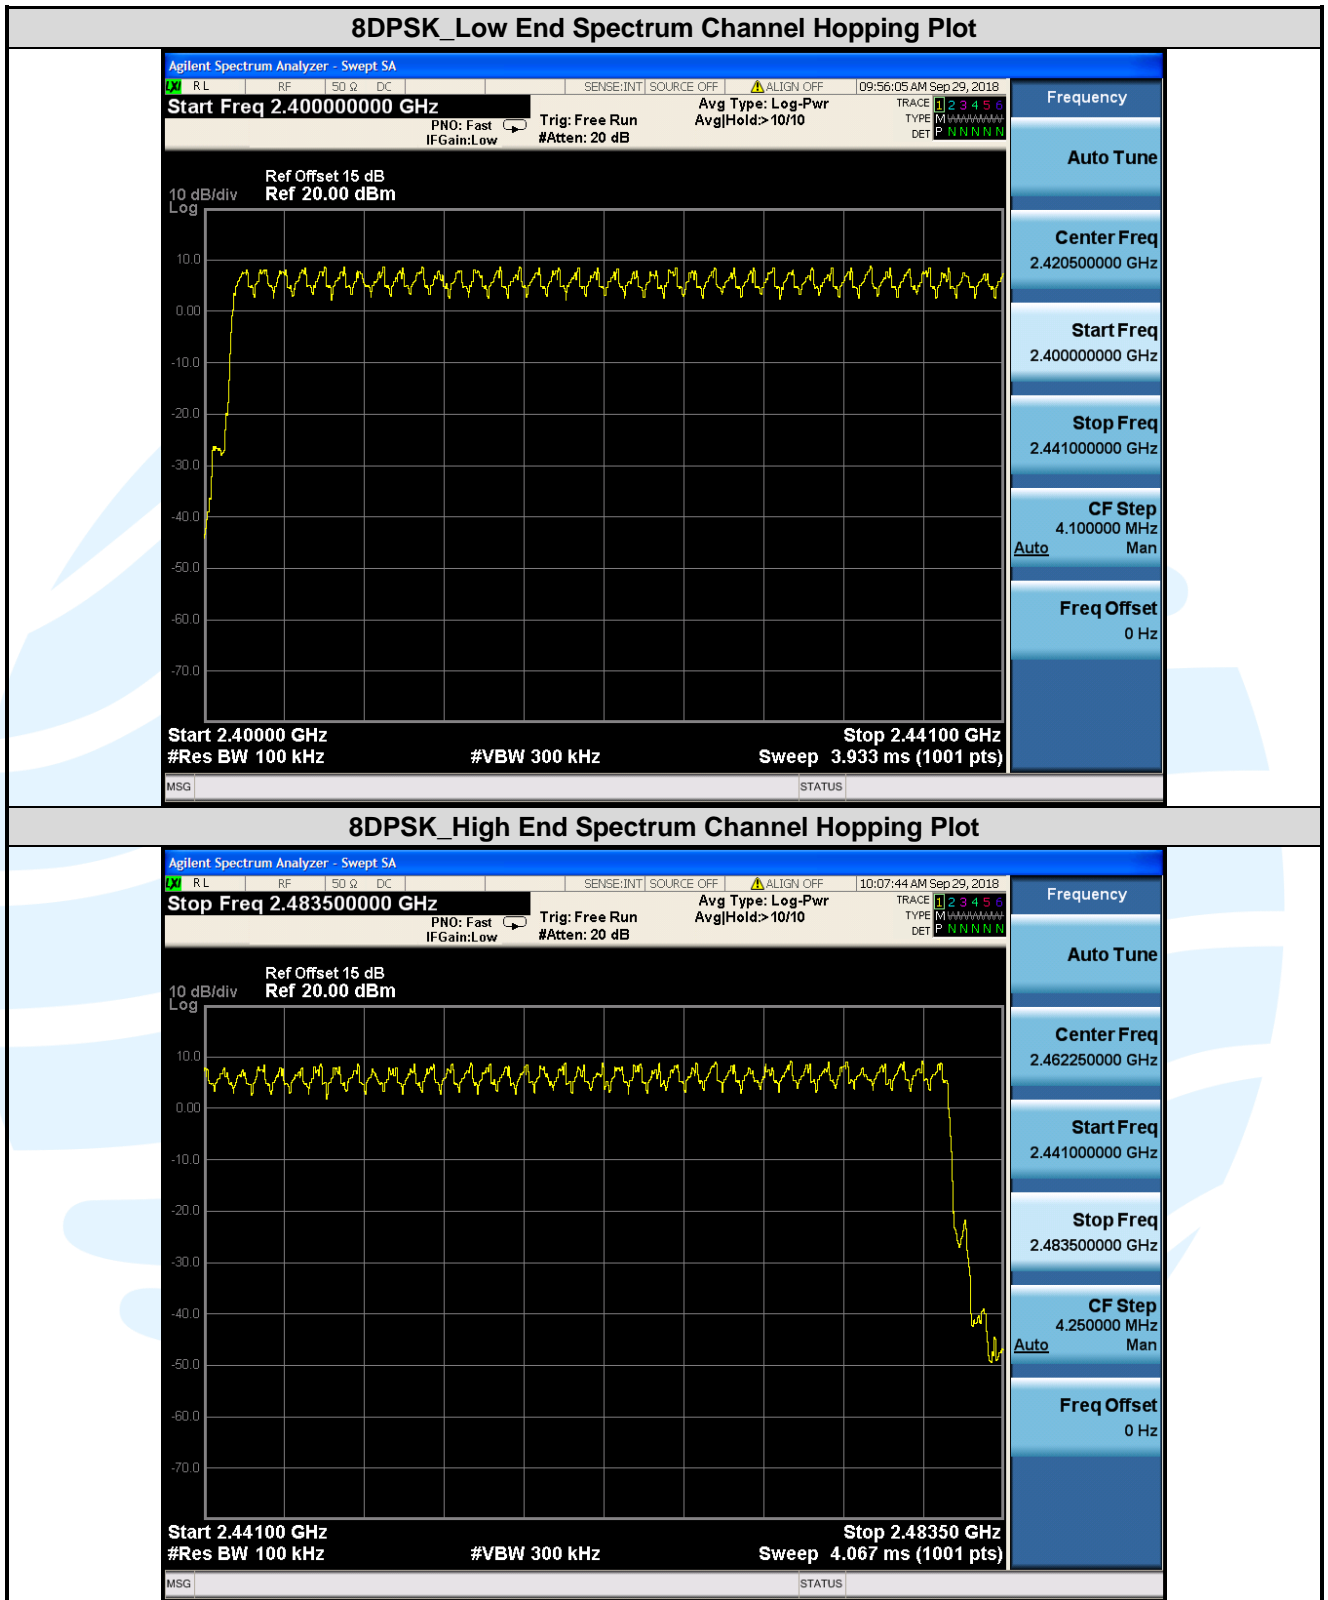 8DPSK_Low End Spectrum Channel Hopping Plot
Agilent Spectrum Analyzer - Swept SA
LXI RL RF 50 Ω DC SENSE:INT SOURCE OFF ALIGN OFF 09:56:05 AM Sep 29, 2018
Start Freq 2.400000000 GHz
PNO: Fast
IFGain:Low
Trig: Free Run
#Atten: 20 dB
Avg Type: Log-Pwr
Avg|Hold:>10/10
TRACE 1 2 3 4 5 6
TYPE M WWWWW
DET P N N N N N
Ref Offset 15 dB
10 dB/div Ref 20.00 dBm
Log
10.0
0.00
-10.0
-20.0
-30.0
-40.0
-50.0
-60.0
-70.0
Start 2.40000 GHz Stop 2.44100 GHz
#Res BW 100 kHz #VBW 300 kHz Sweep 3.933 ms (1001 pts)
MSG STATUS
Frequency
Auto Tune
Center Freq
2.420500000 GHz
Start Freq
2.400000000 GHz
Stop Freq
2.441000000 GHz
CF Step
4.100000 MHz
Auto Man
Freq Offset
0 Hz
8DPSK_High End Spectrum Channel Hopping Plot
Agilent Spectrum Analyzer - Swept SA
LXI RL RF 50 Ω DC SENSE:INT SOURCE OFF ALIGN OFF 10:07:44 AM Sep 29, 2018
Stop Freq 2.483500000 GHz
PNO: Fast
IFGain:Low
Trig: Free Run
#Atten: 20 dB
Avg Type: Log-Pwr
Avg|Hold:>10/10
TRACE 1 2 3 4 5 6
TYPE M WWWWW
DET P N N N N N
Ref Offset 15 dB
10 dB/div Ref 20.00 dBm
Log
10.0
0.00
-10.0
-20.0
-30.0
-40.0
-50.0
-60.0
-70.0
Start 2.44100 GHz Stop 2.48350 GHz
#Res BW 100 kHz #VBW 300 kHz Sweep 4.067 ms (1001 pts)
MSG STATUS
Frequency
Auto Tune
Center Freq
2.462250000 GHz
Start Freq
2.441000000 GHz
Stop Freq
2.483500000 GHz
CF Step
4.250000 MHz
Auto Man
Freq Offset
0 Hz